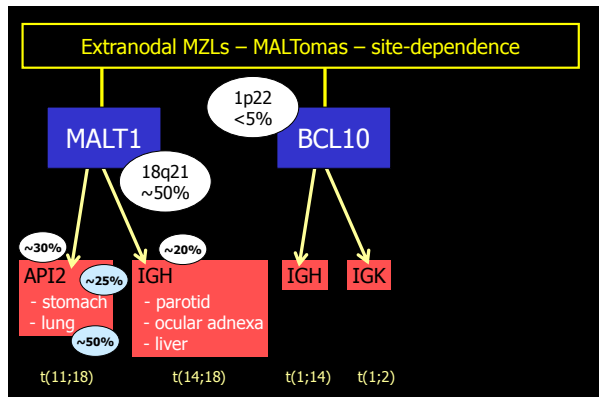 Extranodal MZLs – MALTomas – site-dependence
1p22
<5%
MALT1
BCL10
18q21
~50%
~30%
~20%
API2
~25%
IGH
IGH
IGK
- stomach
- parotid
- lung
- ocular adnexa
~50%
- liver
t(11;18)
t(14;18)
t(1;14)
t(1;2)